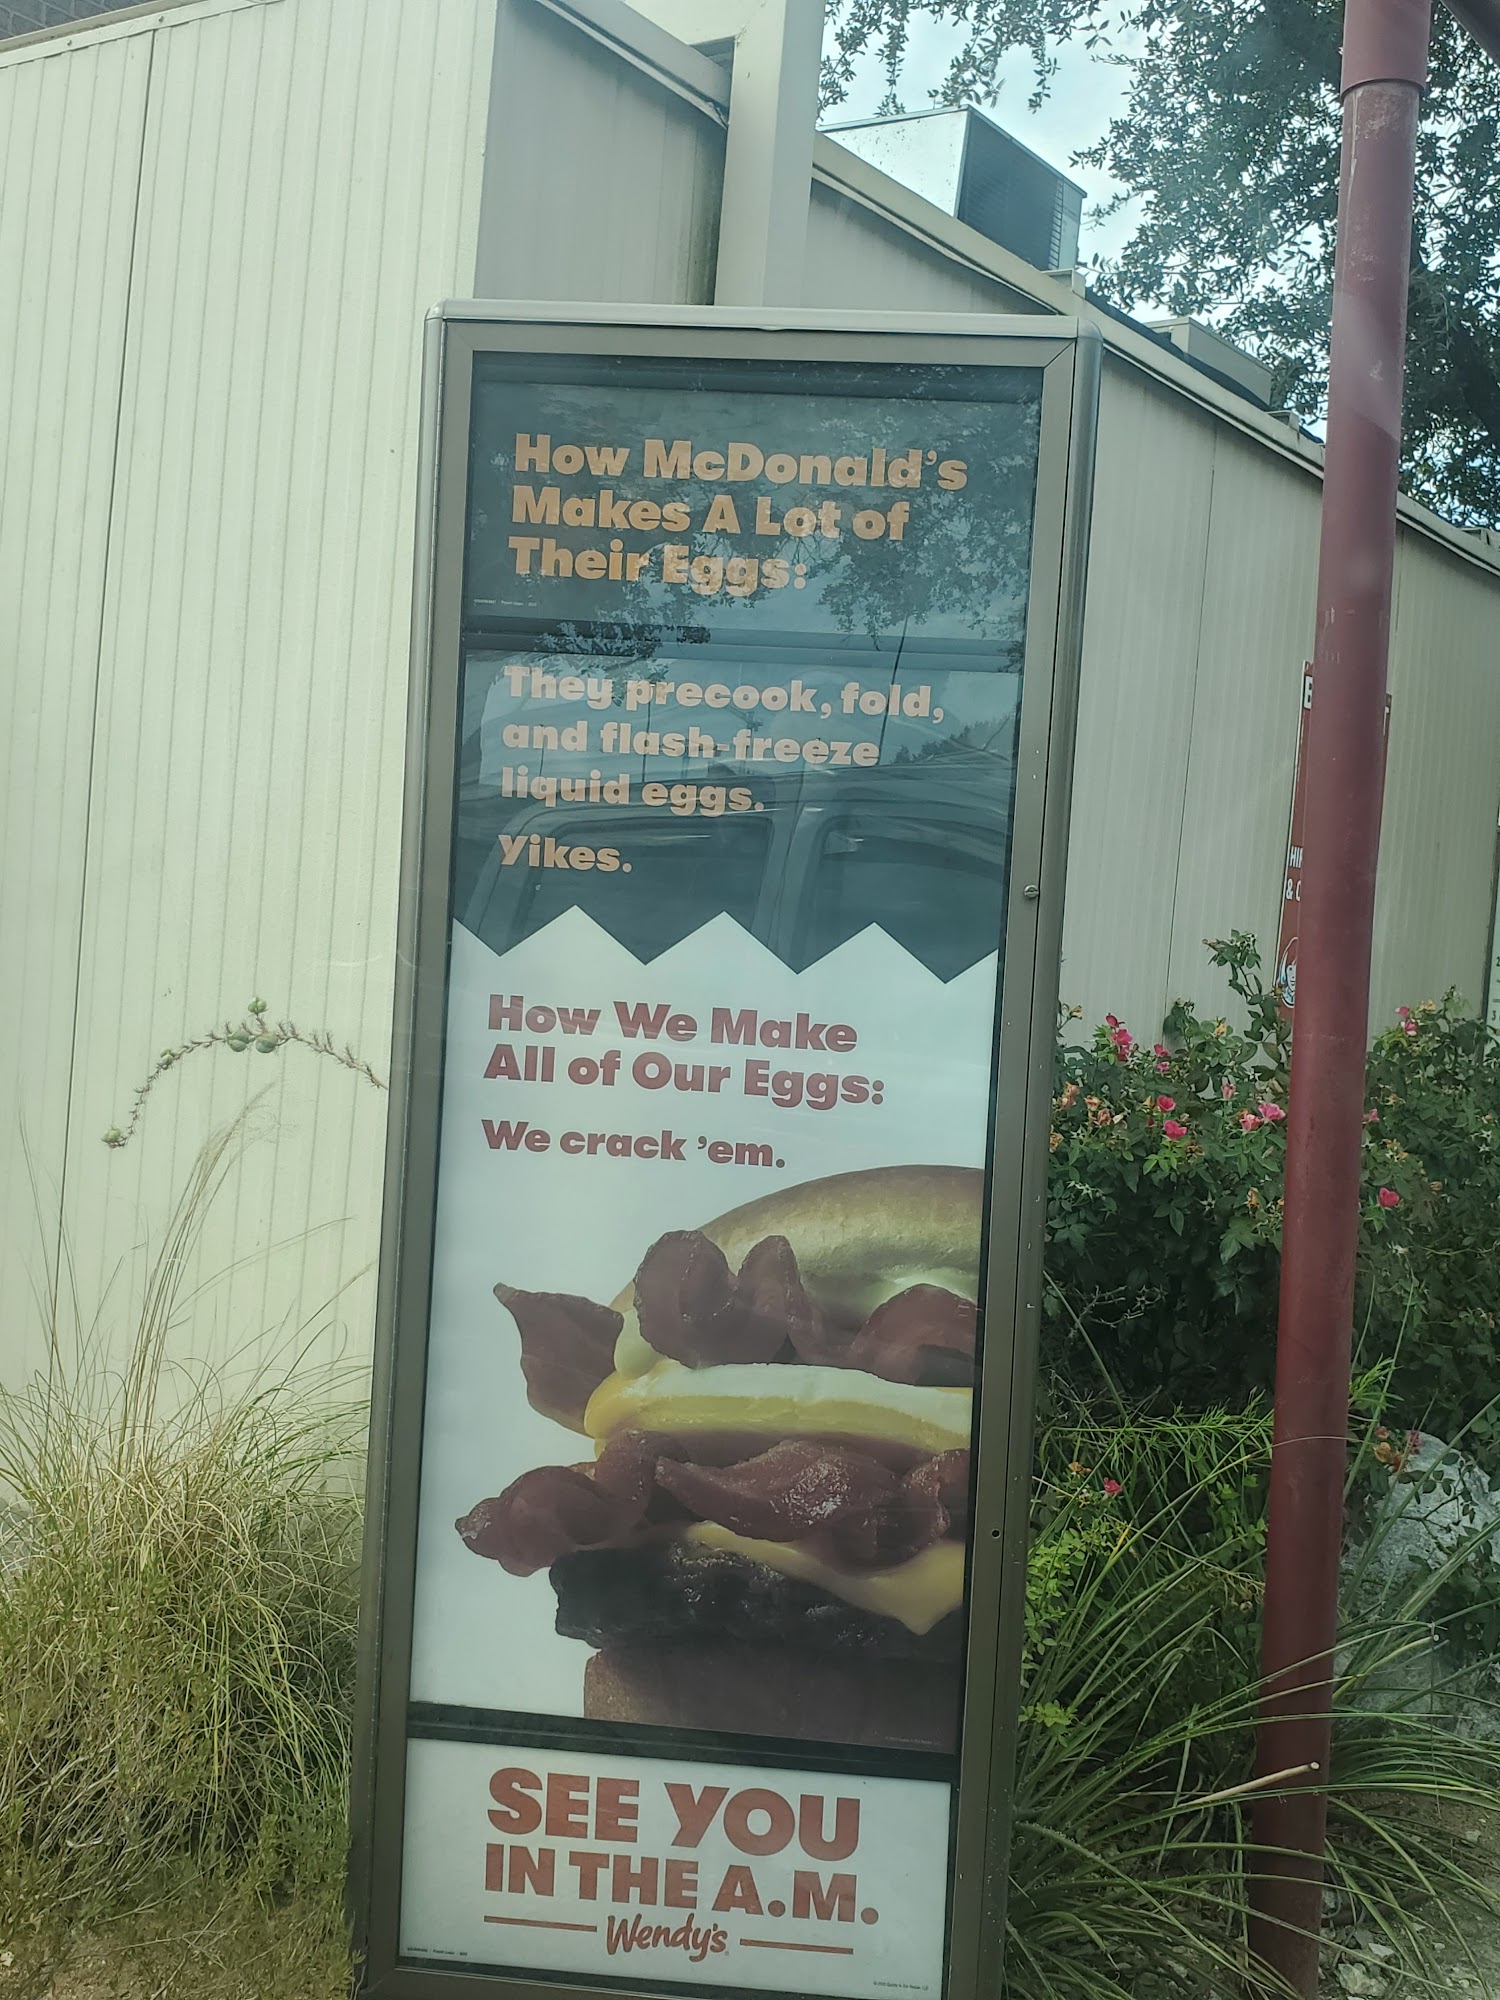 How McDonald's
Makes A Lot of
Their Eggs:
They precook, fold,
and flash-freeze
liquid eggs.
Yikes.
How We Make
All of Our Eggs:
We crack 'em.
SEE YOU
IN THE A.M.
Wendy's